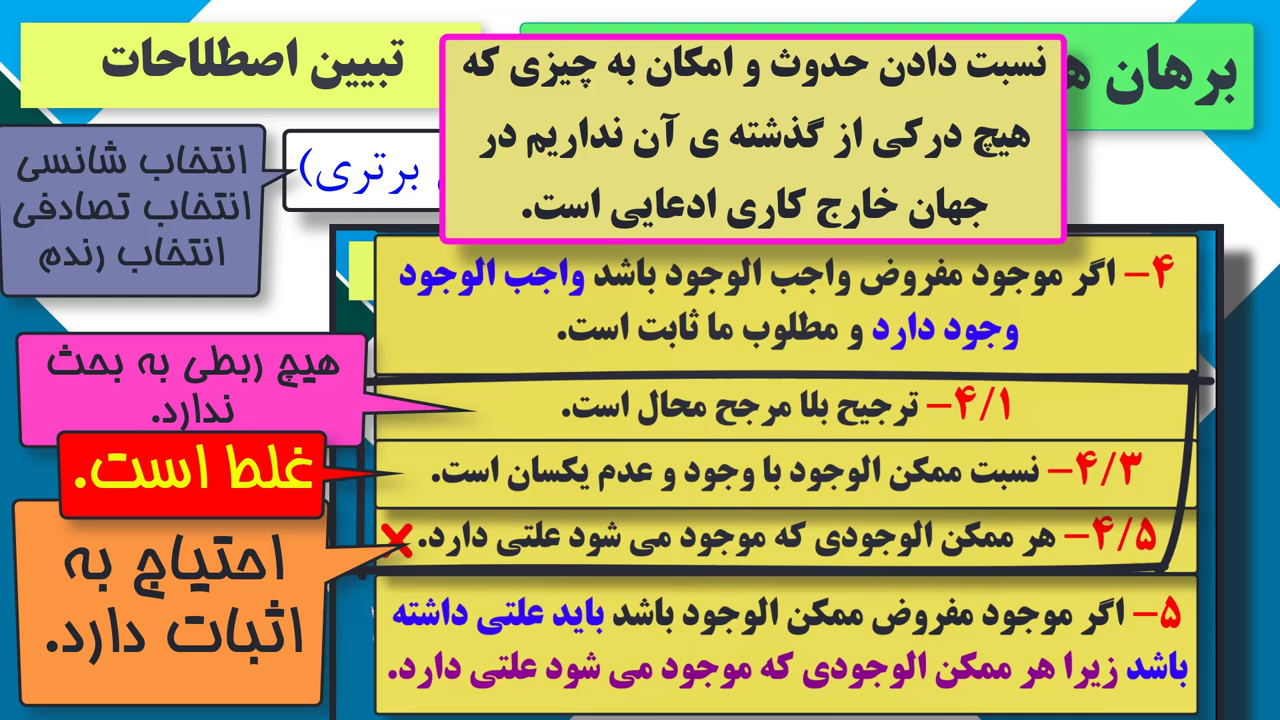 برهان
تبیین اصطلاحات
نسبت دادن حدوث و امکان به چیزی که
هیچ درکی از گذشته ی آن نداریم در
جهان خارج کاری ادعایی است.
برتری)
انتخاب شانسی
انتخاب تصادفی
انتخاب رندم
۴- اگر موجود مفروض واجب الوجود باشد واجب الوجود
وجود دارد و مطلوب ما ثابت است.
هیچ ربطی به بحث
ندارد.
۴/۱- ترجیح بلا مرجح محال است.
غلط است.
۴/۳- نسبت ممکن الوجود با وجود و عدم یکسان است.
احتیاج به
اثبات دارد.
۴/۵- هر ممکن الوجودی که موجود می شود علتی دارد.
۵- اگر موجود مفروض ممکن الوجود باشد باید علتی داشته
باشد زیرا هر ممکن الوجودی که موجود می شود علتی دارد.